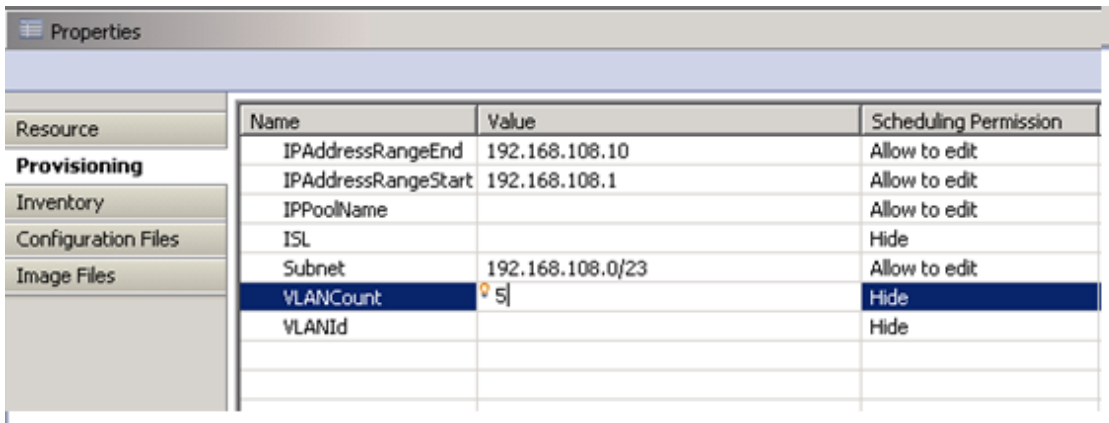 Properties
Resource
Provisioning
Inventory
Configuration Files
Image Files
Name Value Scheduling Permission
IPAddressRangeEnd 192.168.108.10 Allow to edit
IPAddressRangeStart 192.168.108.1 Allow to edit
IPPoolName Allow to edit
ISL Hide
Subnet 192.168.108.0/23 Allow to edit
VLANCount 5 Hide
VLANId Hide